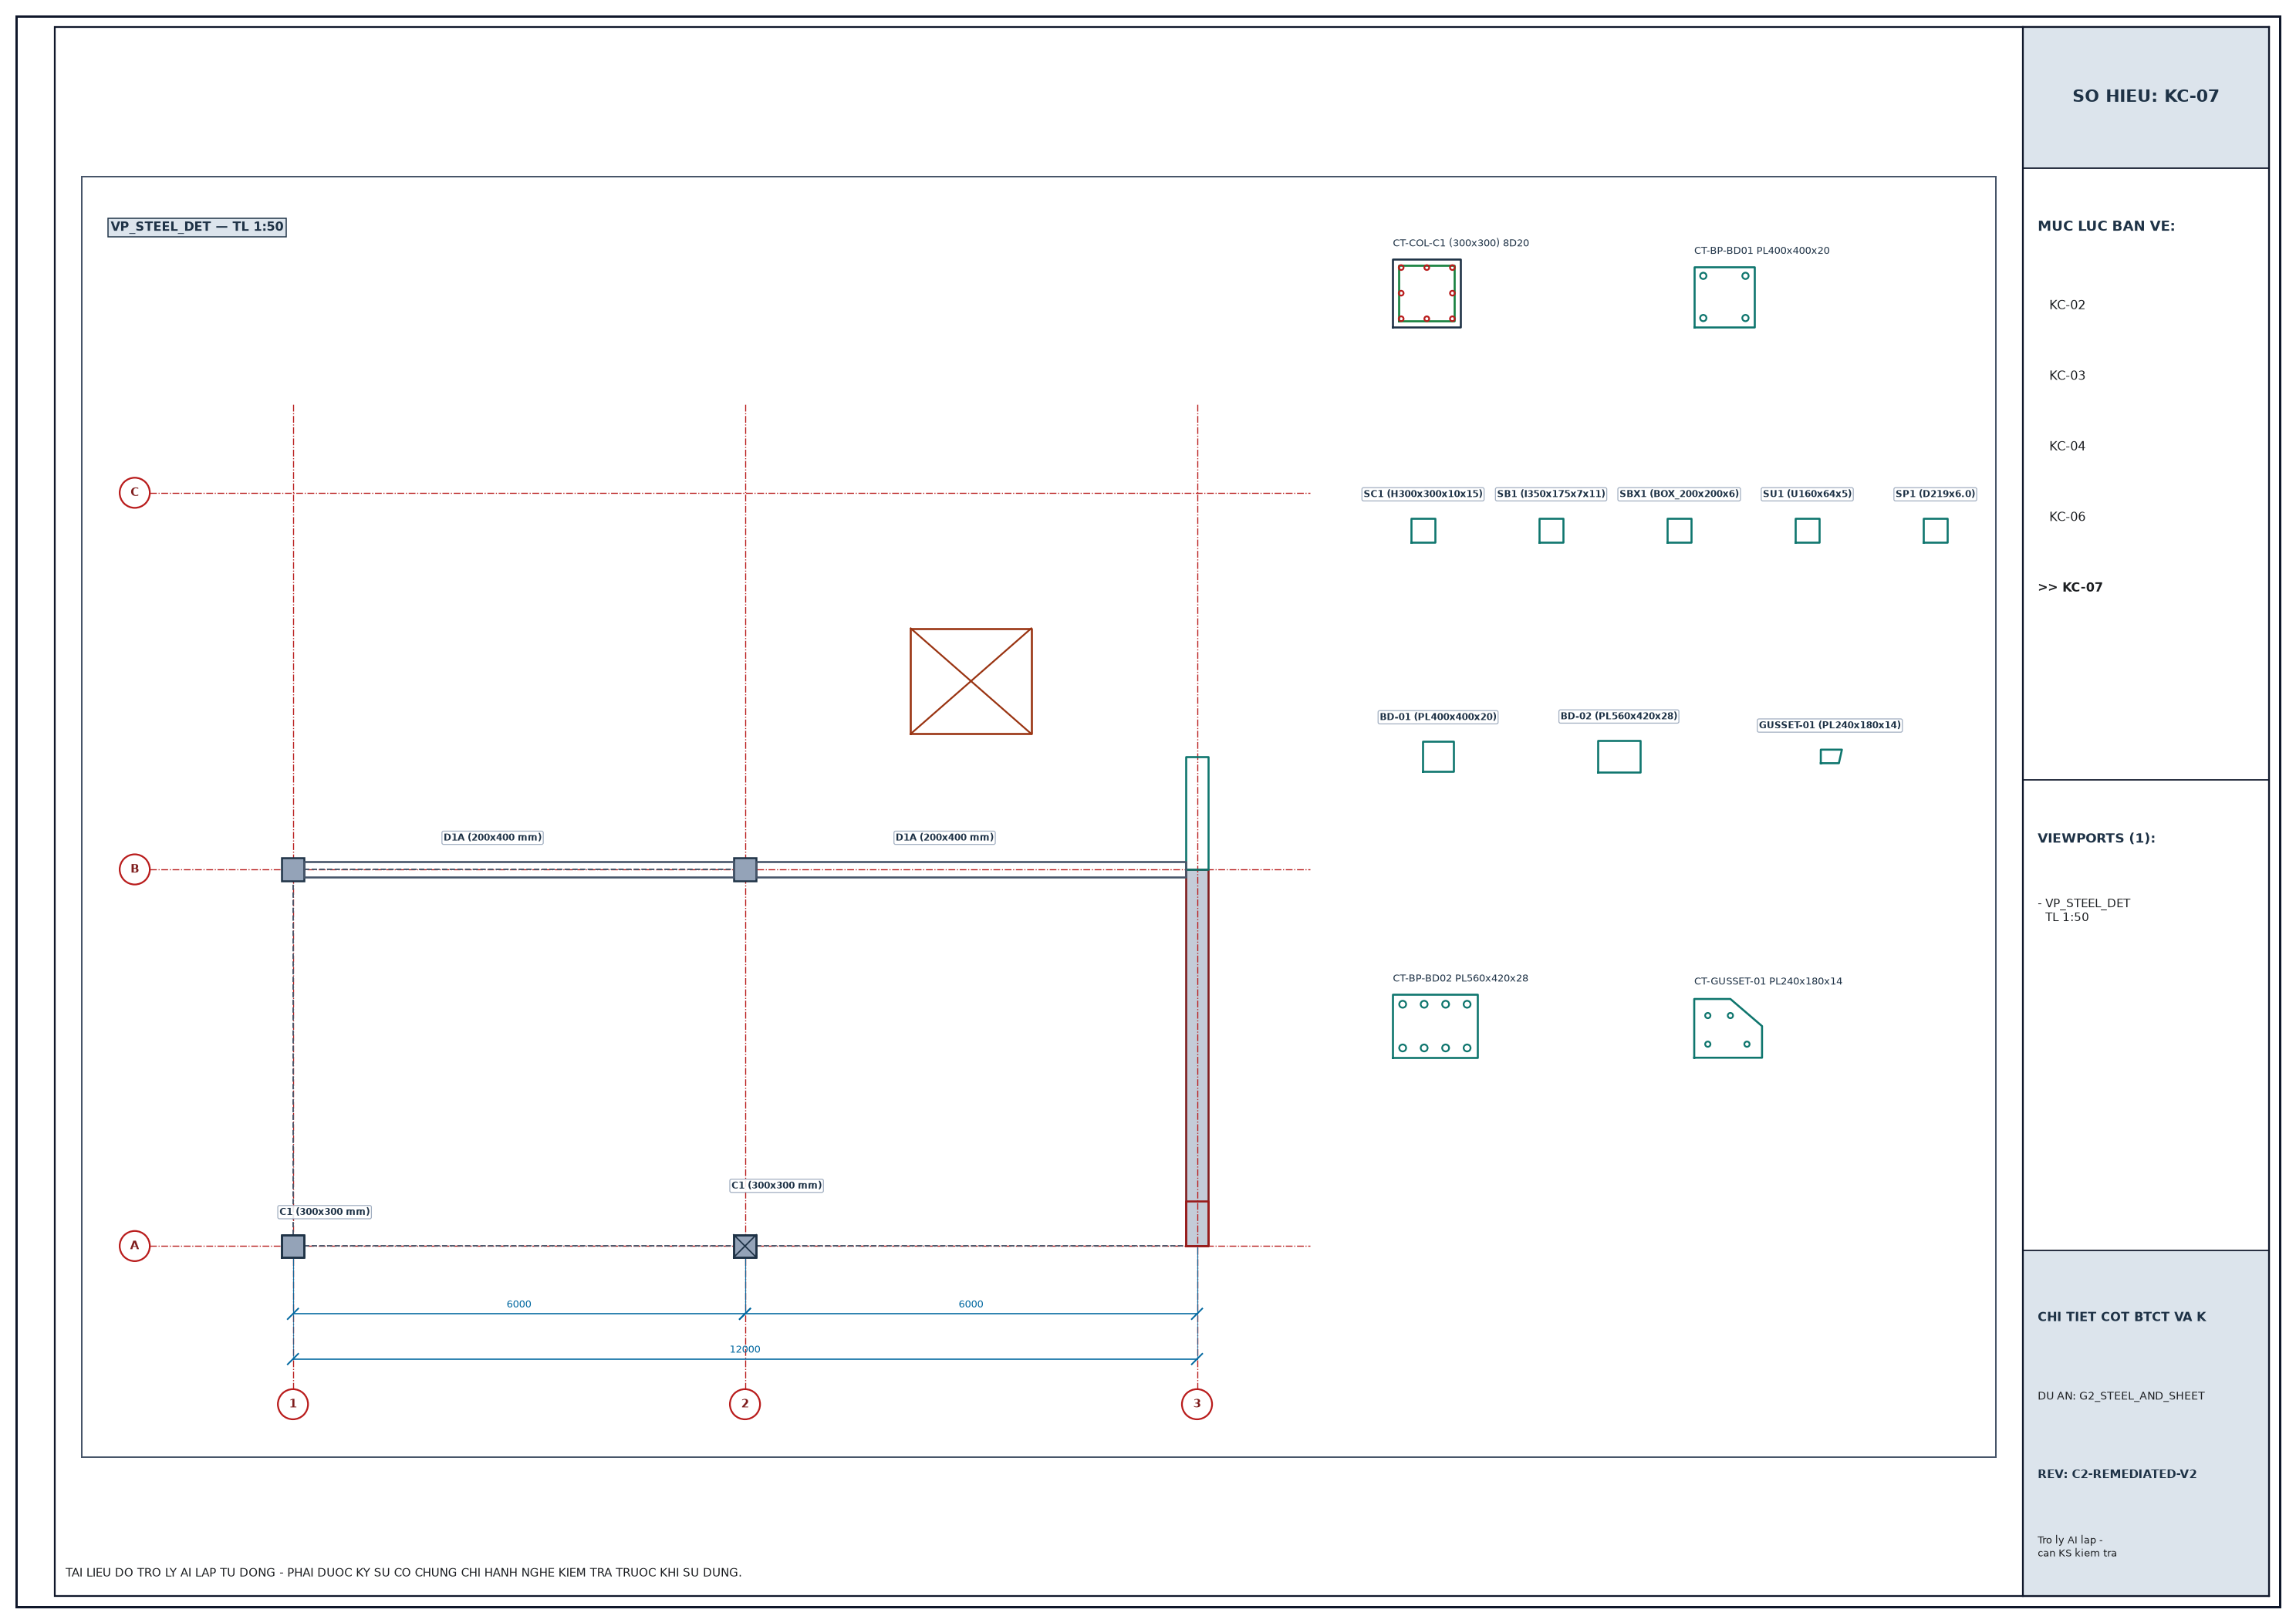 SO HIEU: KC-07
MUC LUC BAN VE:
KC-02
KC-03
KC-04
KC-06
>> KC-07
VIEWPORTS (1):
- VP_STEEL_DET
TL 1:50
CHI TIET COT BTCT VA K
DU AN: G2_STEEL_AND_SHEET
REV: C2-REMEDIATED-V2
Tro ly AI lap -
can KS kiem tra
VP_STEEL_DET — TL 1:50
CT-COL-C1 (300x300) 8D20
CT-BP-BD01 PL400x400x20
C
SC1 (H300x300x10x15)
SB1 (I350x175x7x11)
SBX1 (BOX_200x200x6)
SU1 (U160x64x5)
SP1 (D219x6.0)
BD-01 (PL400x400x20)
BD-02 (PL560x420x28)
GUSSET-01 (PL240x180x14)
D1A (200x400 mm)
D1A (200x400 mm)
B
CT-BP-BD02 PL560x420x28
CT-GUSSET-01 PL240x180x14
C1 (300x300 mm)
C1 (300x300 mm)
A
6000
6000
12000
1
2
3
TAI LIEU DO TRO LY AI LAP TU DONG - PHAI DUOC KY SU CO CHUNG CHI HANH NGHE KIEM TRA TRUOC KHI SU DUNG.